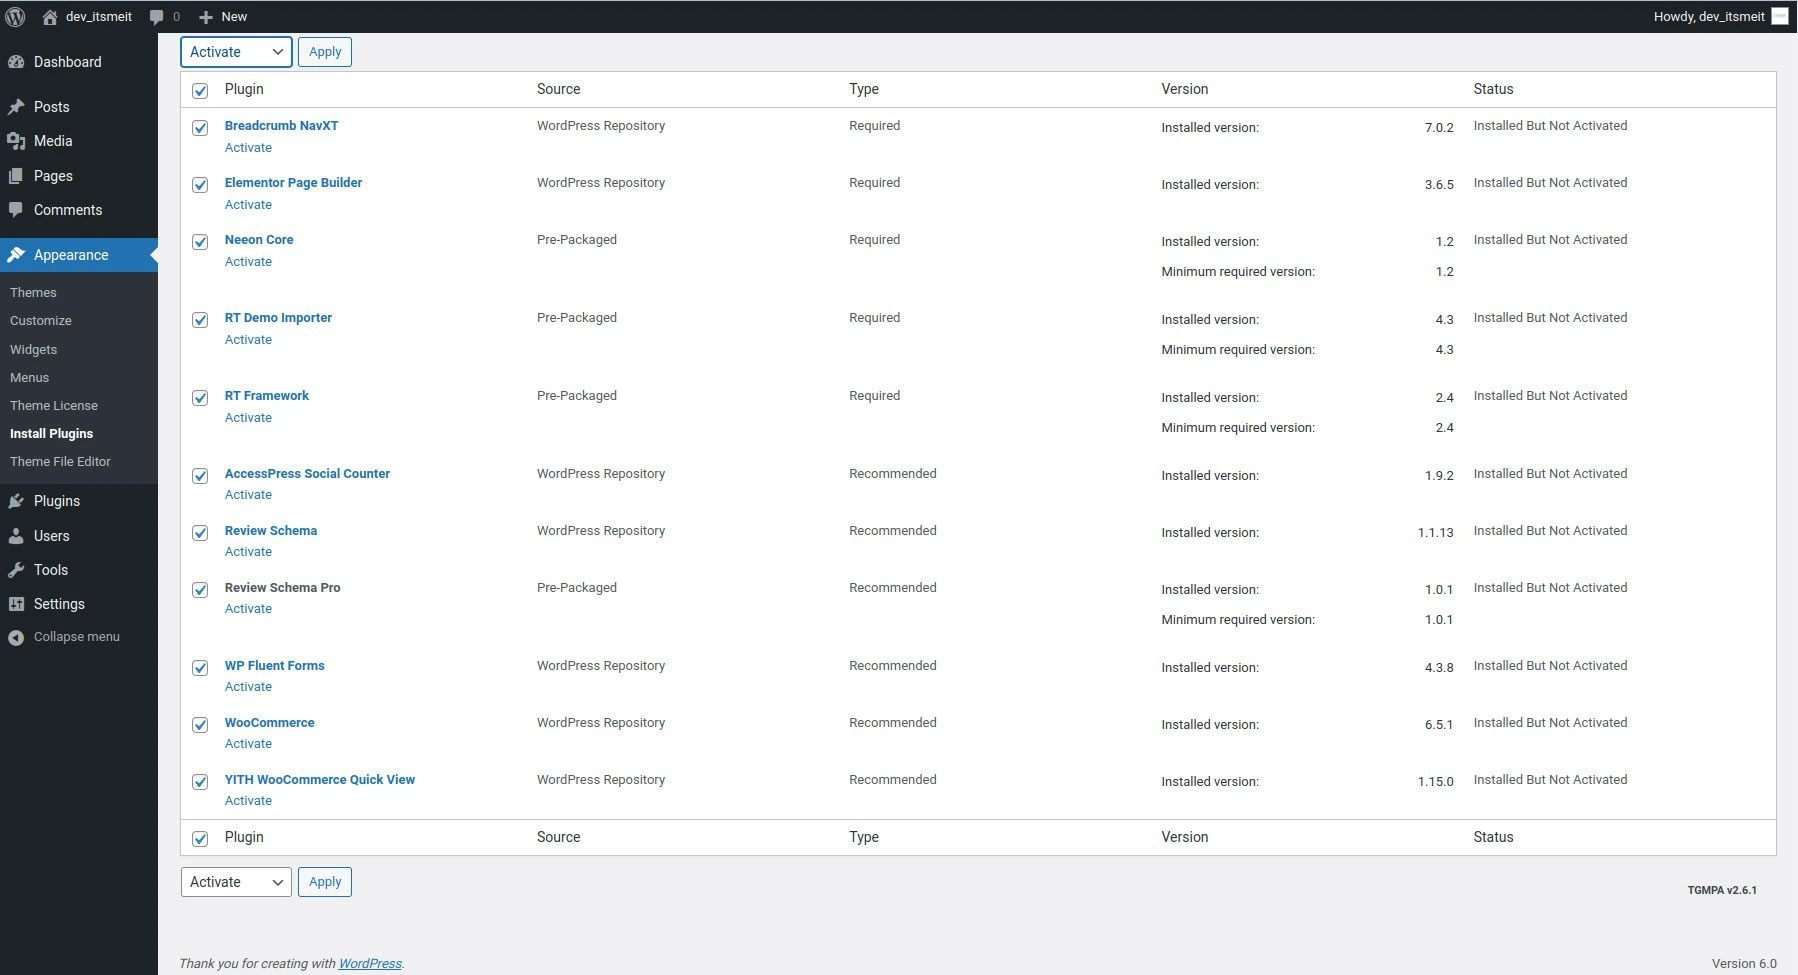 dev_itsmeit 0 New Howdy, dev_itsmeit
Dashboard
Posts
Media
Pages
Comments
Appearance
Themes
Customize
Widgets
Menus
Theme License
Install Plugins
Theme File Editor
Plugins
Users
Tools
Settings
Collapse menu
Activate Apply
Plugin Source Type Version Status
Breadcrumb NavXT WordPress Repository Required Installed version: 7.0.2 Installed But Not Activated
Activate
Elementor Page Builder WordPress Repository Required Installed version: 3.6.5 Installed But Not Activated
Activate
Neeon Core Pre-Packaged Required Installed version: 1.2 Installed But Not Activated
Activate
Minimum required version: 1.2
RT Demo Importer Pre-Packaged Required Installed version: 4.3 Installed But Not Activated
Activate
Minimum required version: 4.3
RT Framework Pre-Packaged Required Installed version: 2.4 Installed But Not Activated
Activate
Minimum required version: 2.4
AccessPress Social Counter WordPress Repository Recommended Installed version: 1.9.2 Installed But Not Activated
Activate
Review Schema WordPress Repository Recommended Installed version: 1.1.13 Installed But Not Activated
Activate
Review Schema Pro Pre-Packaged Recommended Installed version: 1.0.1 Installed But Not Activated
Activate
Minimum required version: 1.0.1
WP Fluent Forms WordPress Repository Recommended Installed version: 4.3.8 Installed But Not Activated
Activate
WooCommerce WordPress Repository Recommended Installed version: 6.5.1 Installed But Not Activated
Activate
YITH WooCommerce Quick View WordPress Repository Recommended Installed version: 1.15.0 Installed But Not Activated
Activate
Plugin Source Type Version Status
Activate Apply
TGMPA v2.6.1
Thank you for creating with WordPress. Version 6.0